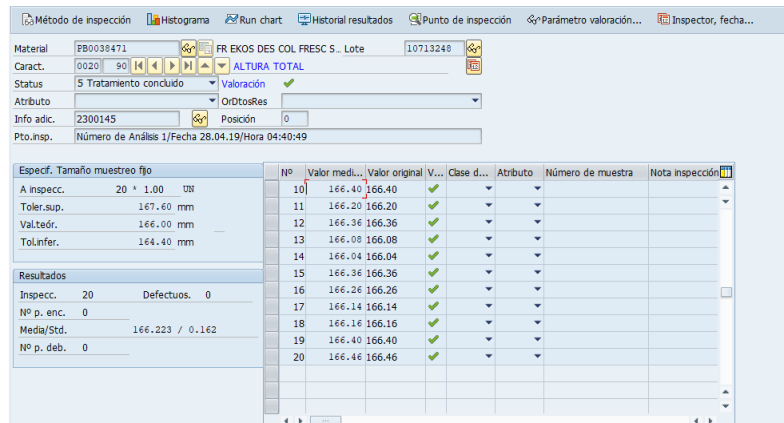 Método de inspección Histograma Run chart Historial resultados Punto de inspección Parámetro valoración... Inspector, fecha...
Material PB0038471 FR EKOS DES COL FRESC S... Lote 10713248
Caract. 0020 90 ALTURA TOTAL
Status 5 Tratamiento concluido Valoración
Atributo OrDtosRes
Info adic. 2300145 Posición 0
Pto.insp. Número de Análisis 1/Fecha 28.04.19/Hora 04:40:49
Especif. Tamaño muestreo fijo
A inspecc. 20 * 1.00 UN
Toler.sup. 167.60 mm
Val.teór. 166.00 mm
Tol.infer. 164.40 mm
Resultados
Inspecc. 20 Defectuos. 0
Nº p. enc. 0
Media/Std. 166.223 / 0.162
Nº p. deb. 0
Nº Valor medi... Valor original V... Clase d... Atributo Número de muestra Nota inspección
10 166.40 166.40
11 166.20 166.20
12 166.36 166.36
13 166.08 166.08
14 166.04 166.04
15 166.36 166.36
16 166.26 166.26
17 166.14 166.14
18 166.16 166.16
19 166.40 166.40
20 166.46 166.46